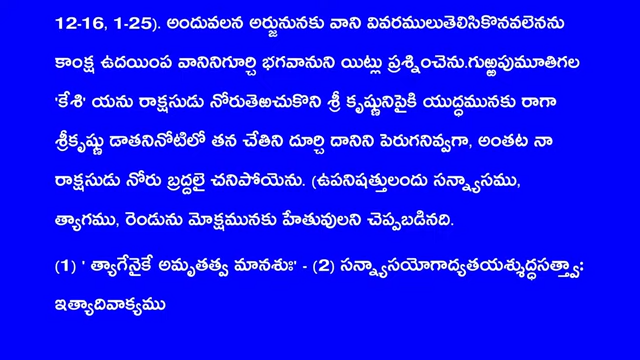 12-16, 1-25). అందువలన అర్జునునకు వాని వివరములుతెలిసికొనవలెనను
కాంక్ష ఉదయింప వానినిగూర్చి భగవానుని యిట్లు ప్రశ్నించెను.గుఱ్ఱపుమూతిగల
'కేశి' యను రాక్షసుడు నోరుతెఱచుకొని శ్రీ కృష్ణునిపైకి యుద్ధమునకు రాగా
శ్రీకృష్ణు డాతనినోటిలో తన చేతిని దూర్చి దానిని పెరుగనివ్వగా, అంతట నా
రాక్షసుడు నోరు బ్రద్దలై చనిపోయెను. (ఉపనిషత్తులందు సన్న్యాసము,
త్యాగము, రెండును మోక్షమునకు హేతువులని చెప్పబడినది.
(1) ' త్యాగేనైకే అమృతత్వ మానశుః' - (2) సన్న్యాసయోగాద్యతయశ్శుద్ధసత్త్వా:
ఇత్యాదివాక్యము